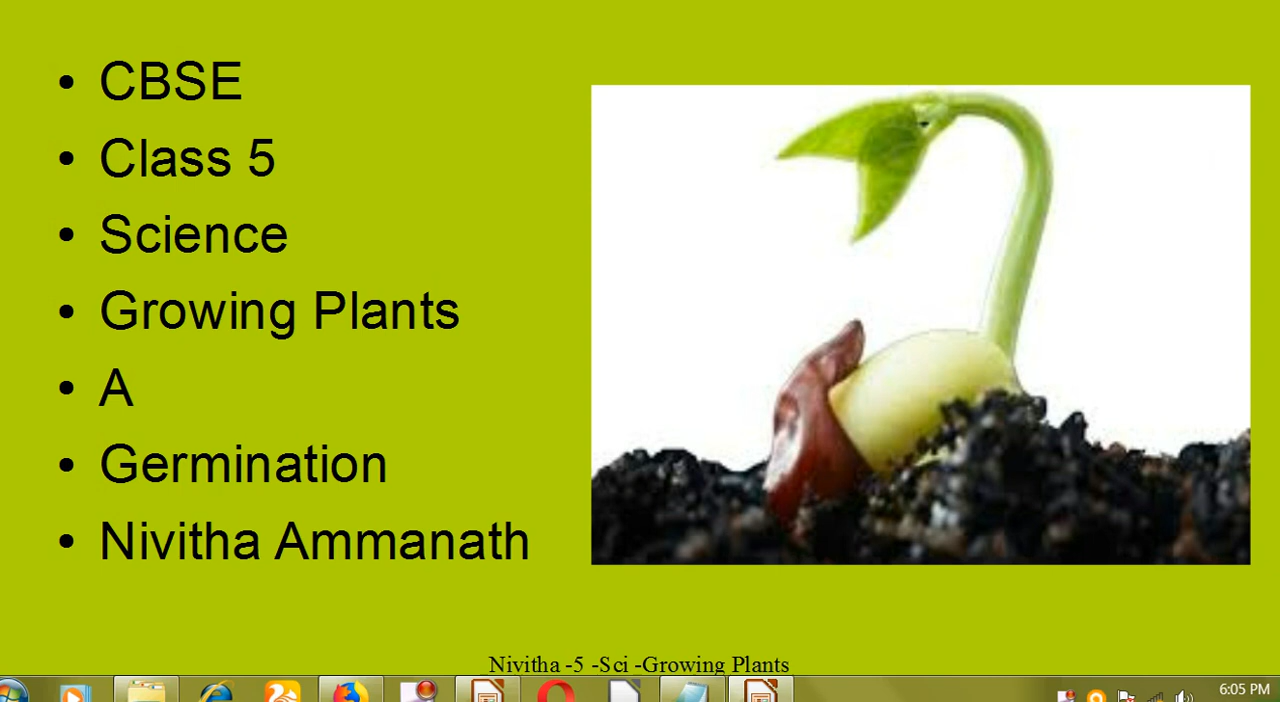 • CBSE
• Class 5
• Science
• Growing Plants
• A
• Germination
• Nivitha Ammanath
Nivitha -5 -Sci -Growing Plants
6:05 PM